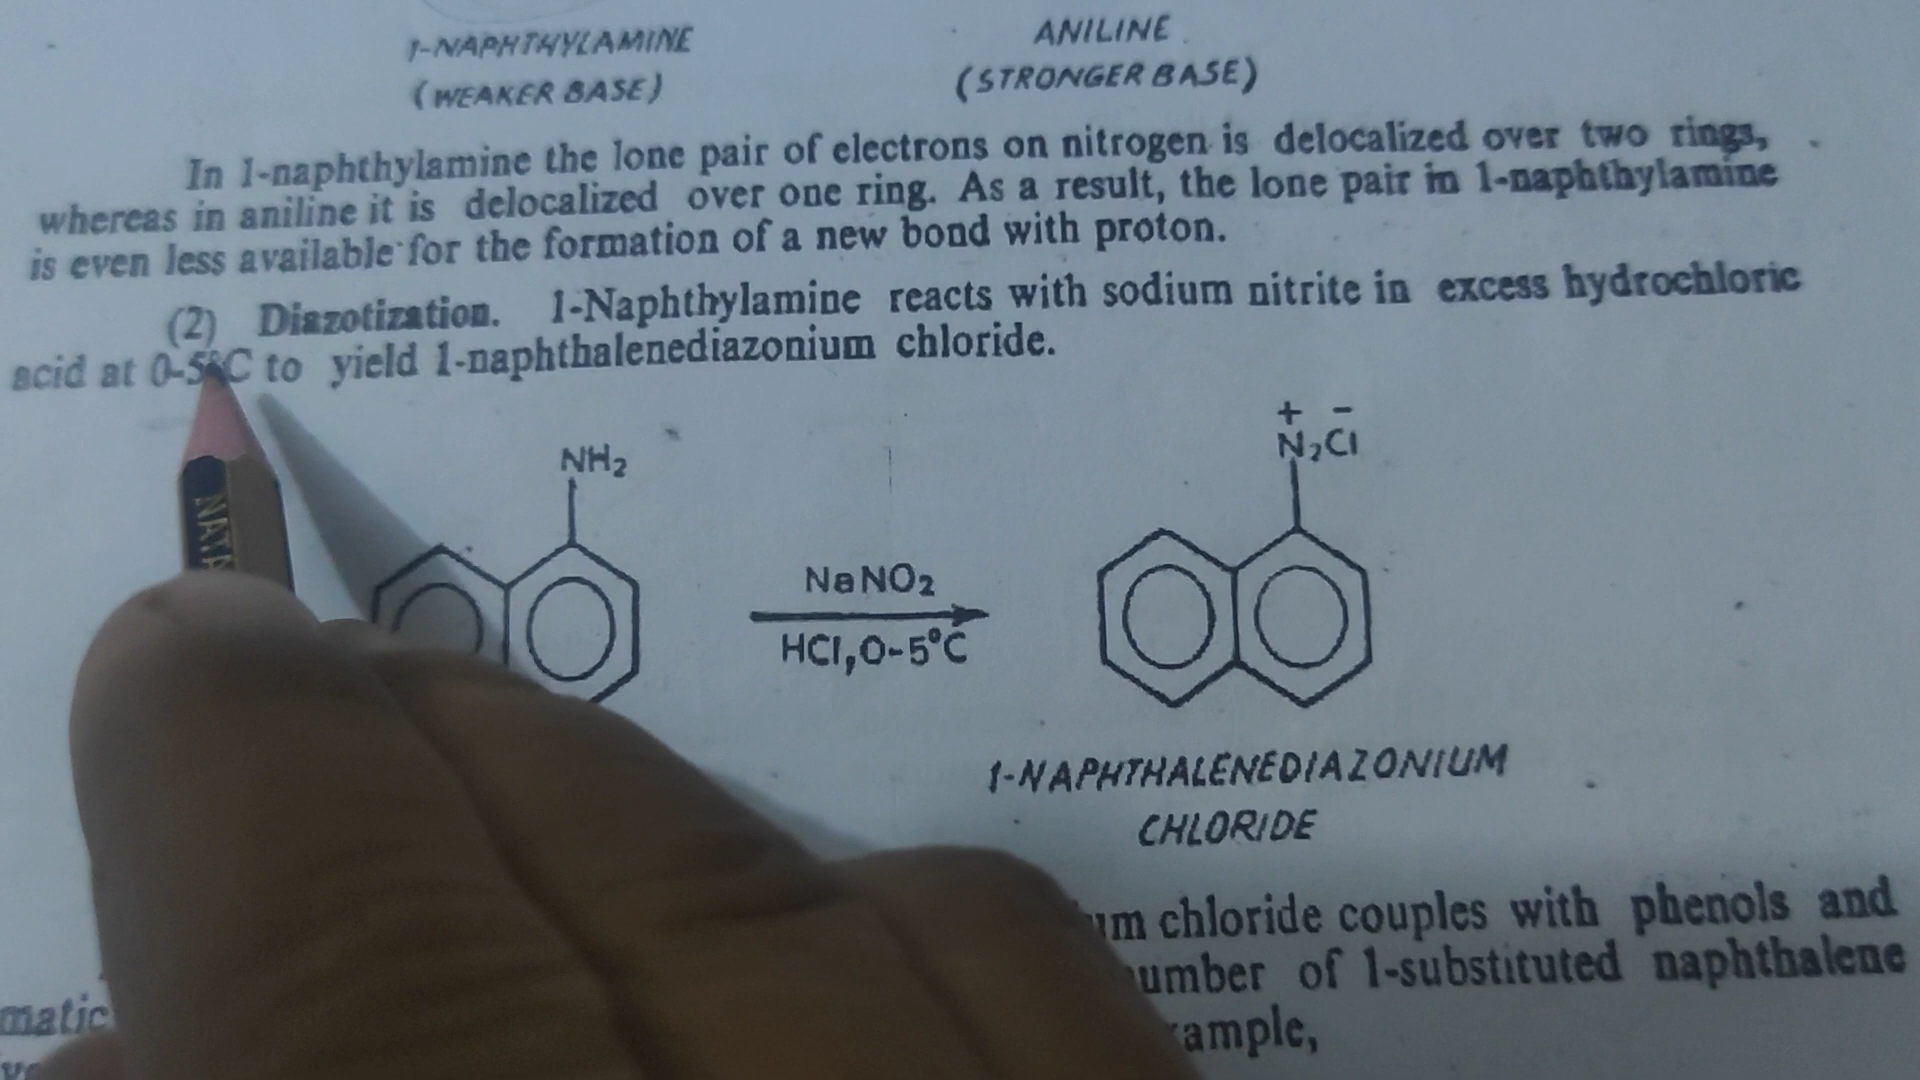 1-NAPHTHYLAMINE
(WEAKER BASE)
ANILINE
(STRONGER BASE)
In 1-naphthylamine the lone pair of electrons on nitrogen is delocalized over two rings,
whereas in aniline it is delocalized over one ring. As a result, the lone pair in 1-naphthylamine
is even less available for the formation of a new bond with proton.
(2) Diazotization. 1-Naphthylamine reacts with sodium nitrite in excess hydrochloric
acid at 0-5°C to yield 1-naphthalenediazonium chloride.
NH₂
NaNO₂
HCl,0-5°C
+ −
N₂Cl
1-NAPHTHALENEDIAZONIUM
CHLORIDE
um chloride couples with phenols and
umber of 1-substituted naphthalene
matic
ample,
NATA